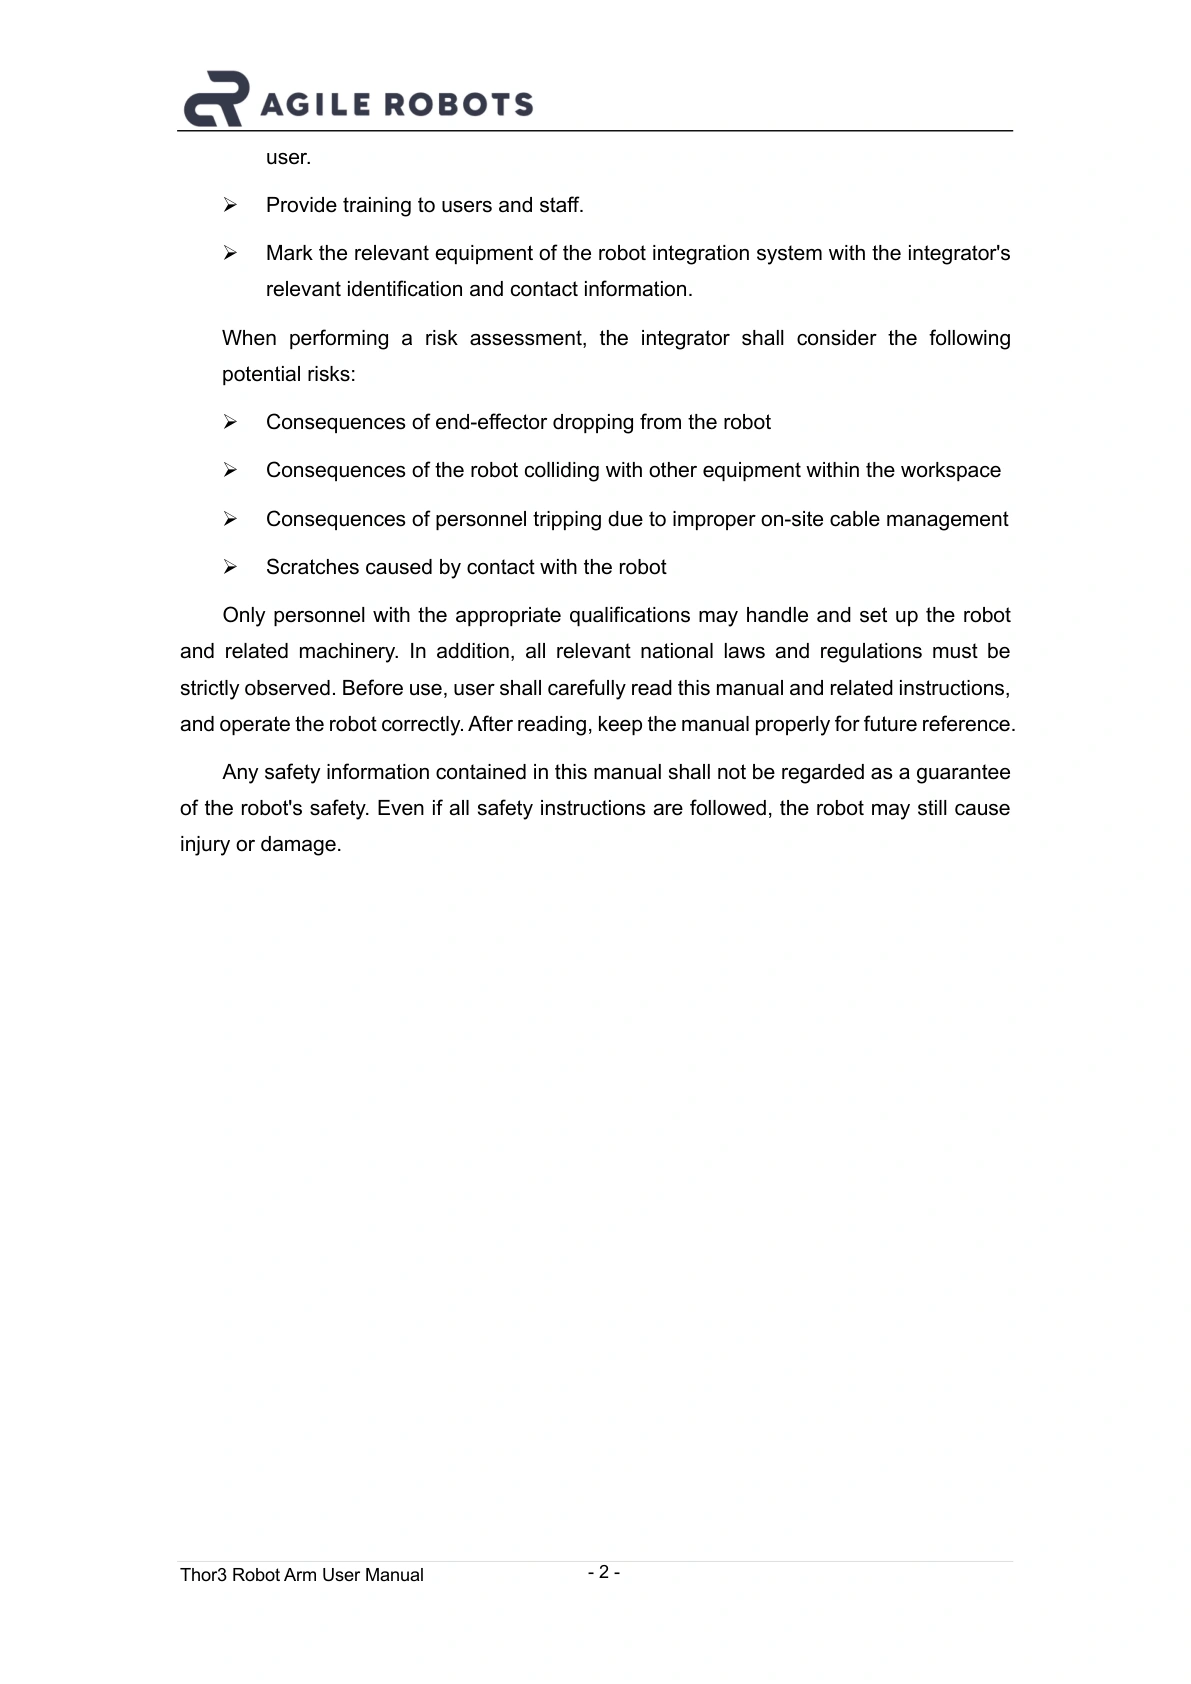 AGILE ROBOTS
user.
➢ Provide training to users and staff.
➢ Mark the relevant equipment of the robot integration system with the integrator's
relevant identification and contact information.
When performing a risk assessment, the integrator shall consider the following
potential risks:
➢ Consequences of end-effector dropping from the robot
➢ Consequences of the robot colliding with other equipment within the workspace
➢ Consequences of personnel tripping due to improper on-site cable management
➢ Scratches caused by contact with the robot
Only personnel with the appropriate qualifications may handle and set up the robot
and related machinery. In addition, all relevant national laws and regulations must be
strictly observed. Before use, user shall carefully read this manual and related instructions,
and operate the robot correctly. After reading, keep the manual properly for future reference.
Any safety information contained in this manual shall not be regarded as a guarantee
of the robot's safety. Even if all safety instructions are followed, the robot may still cause
injury or damage.
Thor3 Robot Arm User Manual - 2 -